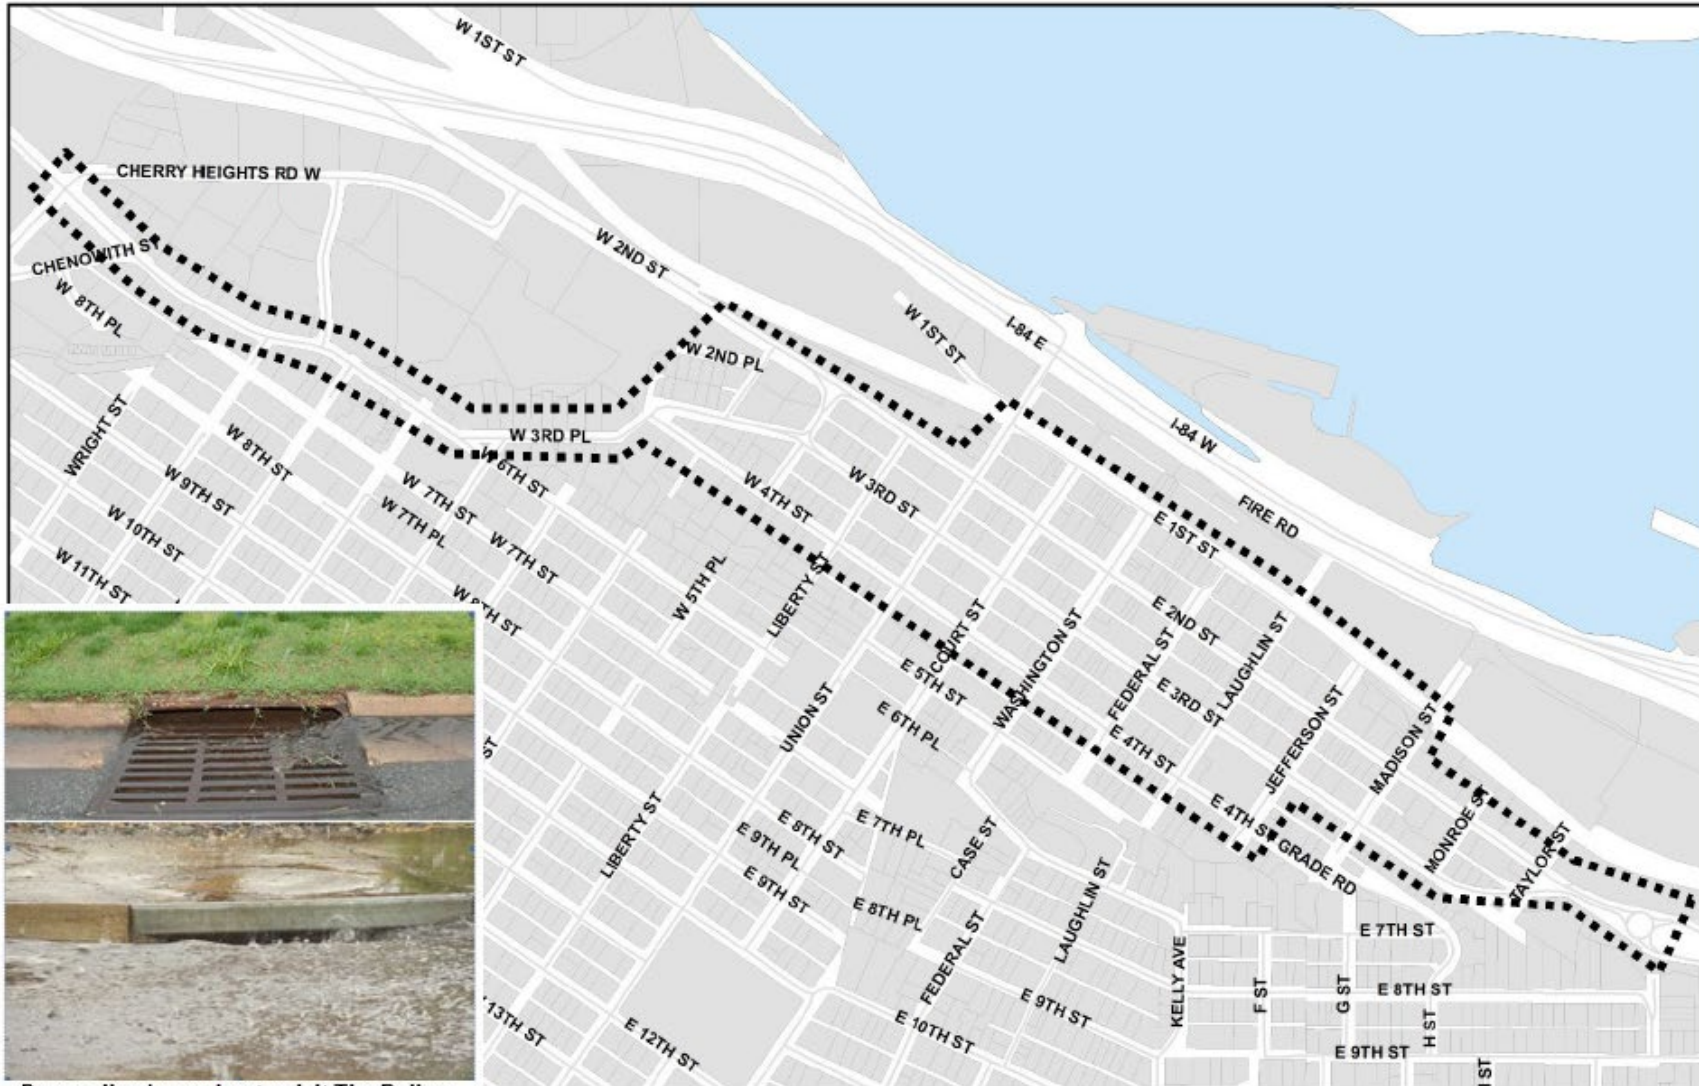 W 1ST ST
CHERRY HEIGHTS RD W
CHENOWITH ST
W 8TH PL
W 2ND ST
W 1ST ST
I-84 E
W 2ND PL
I-84 W
W 3RD PL
WRIGHT ST
W 8TH ST
W 6TH ST
W 9TH ST
W 7TH ST
W 4TH ST
W 3RD ST
FIRE RD
W 7TH PL
W 10TH ST
W 7TH ST
E 1ST ST
W 11TH ST
W 8TH ST
W 5TH PL
LIBERTY ST
COURT ST
WASHINGTON ST
E 2ND ST
FEDERAL ST
LAUGHLIN ST
E 5TH ST
E 3RD ST
UNION ST
E 6TH PL
E 4TH ST
JEFFERSON ST
MADISON ST
ST
LIBERTY ST
E 8TH ST
E 7TH PL
E 9TH PL
CASE ST
E 4TH ST GRADE RD
MONROE ST
TAYLOR ST
E 9TH ST
E 8TH PL
LAUGHLIN ST
FEDERAL ST
KELLY AVE
E 7TH ST
F ST
G ST
E 8TH ST
H ST
E 9TH ST
13TH ST
E 12TH ST
E 10TH ST
E 9TH ST
ST